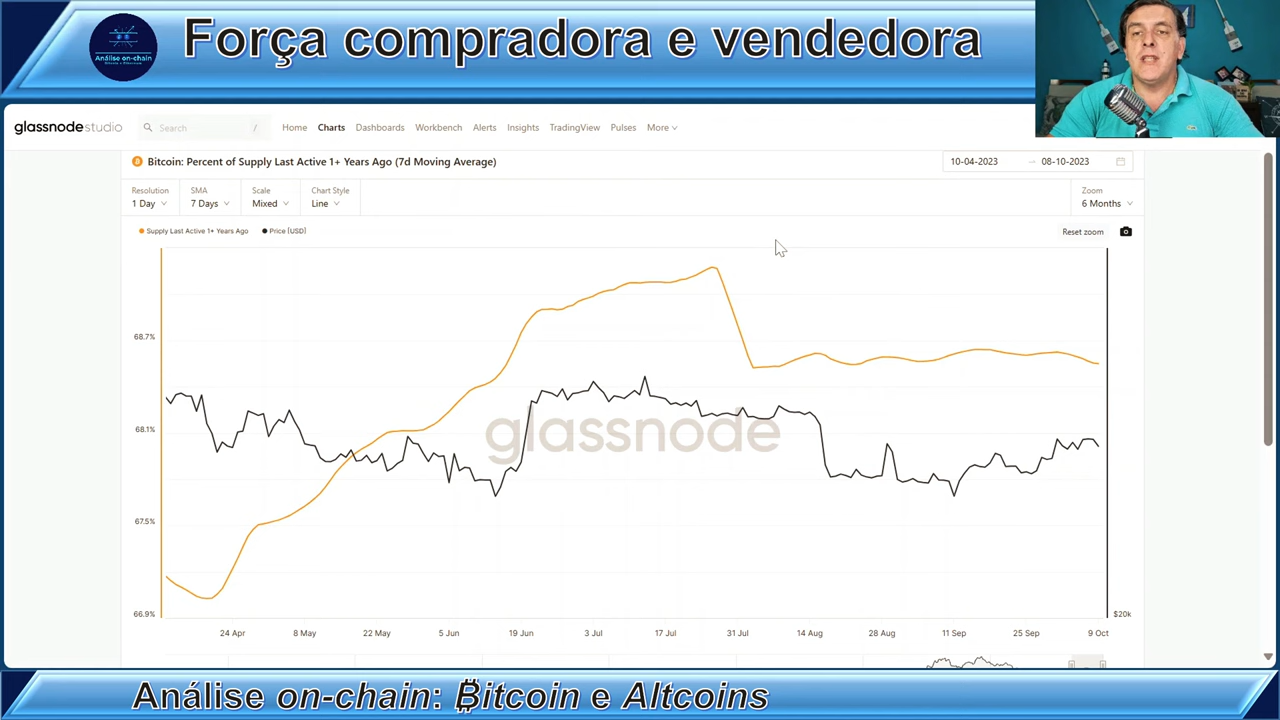 Força compradora e vendedora
Análise on-chain
glassnodestudio
Search /
Home Charts Dashboards Workbench Alerts Insights TradingView Pulses More
Bitcoin: Percent of Supply Last Active 1+ Years Ago (7d Moving Average)
10-04-2023 → 08-10-2023
Resolution SMA Scale Chart Style Zoom
1 Day 7 Days Mixed Line 6 Months
Supply Last Active 1+ Years Ago Price [USD]
Reset zoom
68.7%
68.1%
glassnode
67.5%
66.9%
$20k
24 Apr 8 May 22 May 5 Jun 19 Jun 3 Jul 17 Jul 31 Jul 14 Aug 28 Aug 11 Sep 25 Sep 9 Oct
Análise on-chain: ₿itcoin e Altcoins